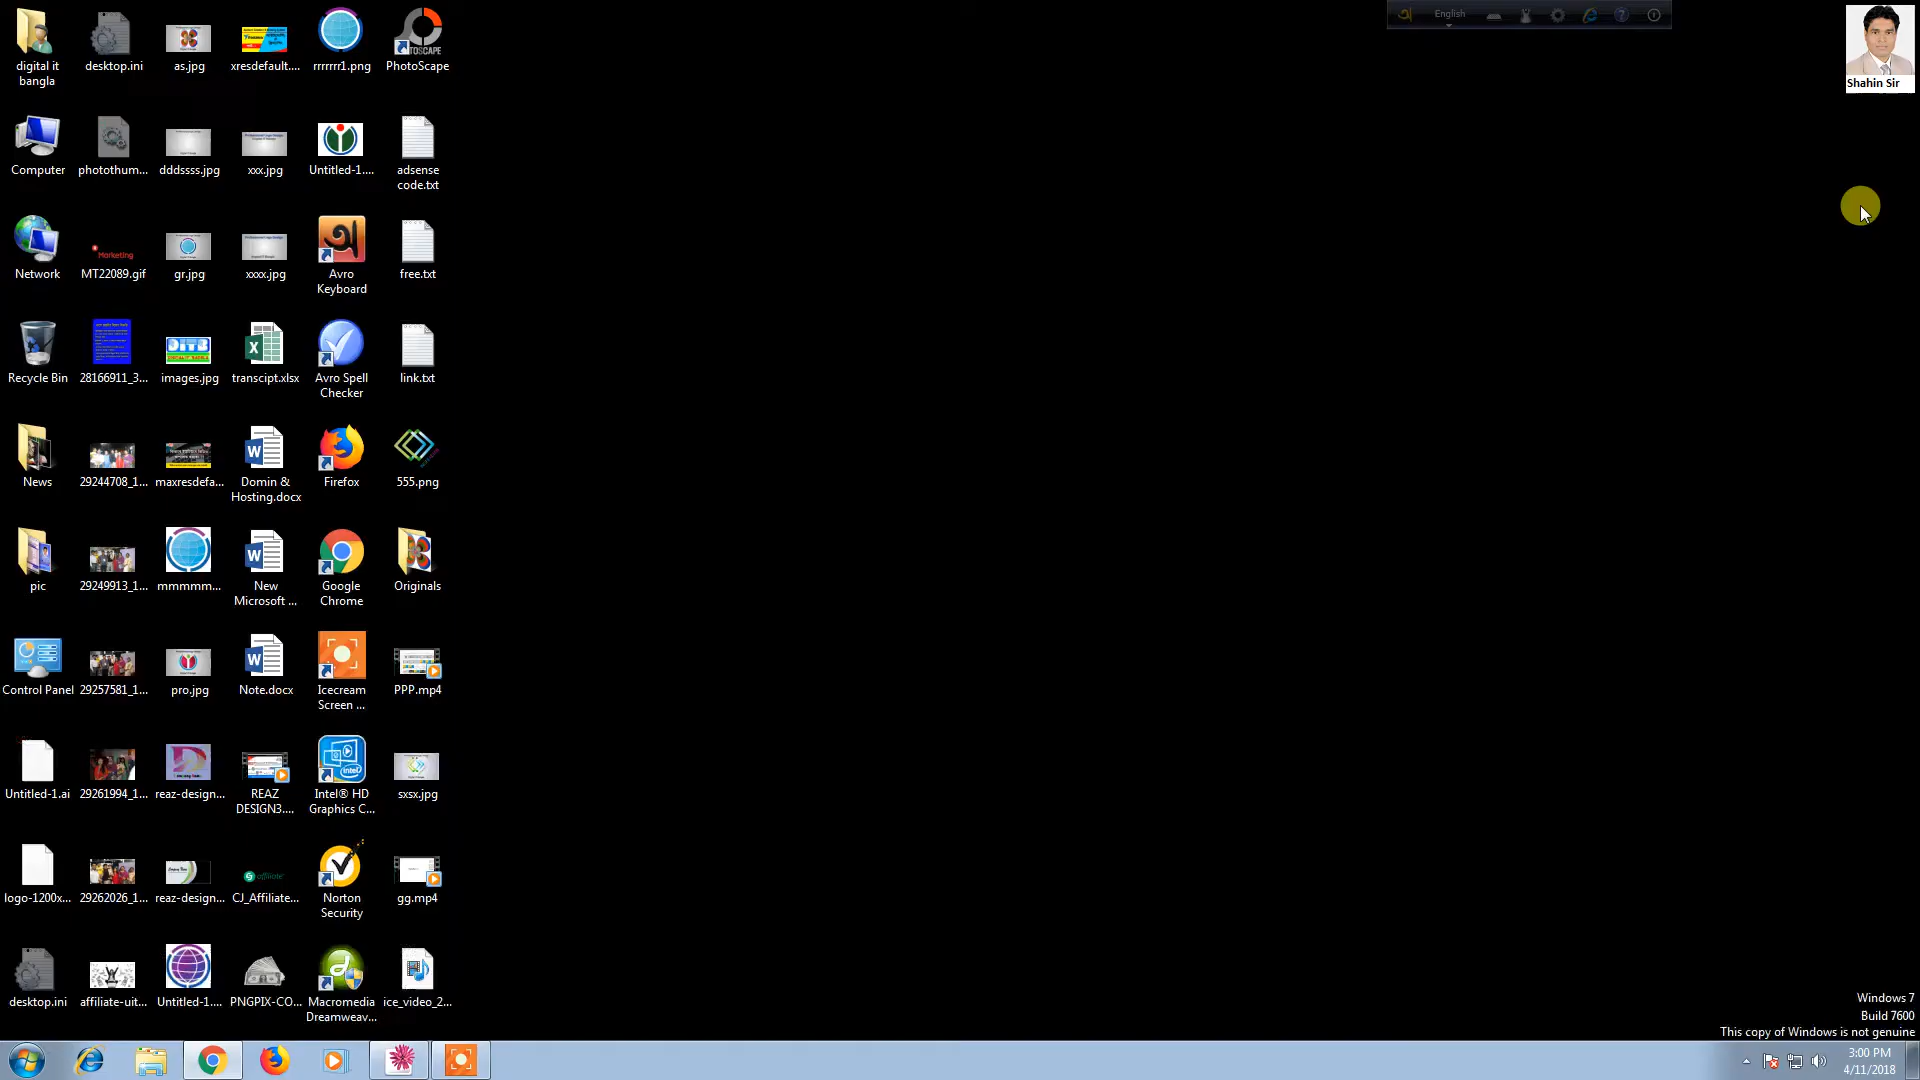 English
Shahin Sir
digital it
bangla
desktop.ini
as.jpg
xresdefault....
rrrrrrr1.png
PhotoScape
Computer
photothum...
dddssss.jpg
xxx.jpg
Untitled-1....
adsense
code.txt
Network
MT22089.gif
gr.jpg
xxxx.jpg
Avro
Keyboard
free.txt
Recycle Bin
28166911_3...
images.jpg
transcipt.xlsx
Avro Spell
Checker
link.txt
News
29244708_1...
maxresdefa...
Domin &
Hosting.docx
Firefox
555.png
pic
29249913_1...
mmmmm...
New
Microsoft ...
Google
Chrome
Originals
Control Panel
29257581_1...
pro.jpg
Note.docx
Icecream
Screen ...
PPP.mp4
Untitled-1.ai
29261994_1...
reaz-design...
REAZ
DESIGN3....
Intel® HD
Graphics C...
sxsx.jpg
logo-1200x...
29262026_1...
reaz-design...
CJ_Affiliate...
Norton
Security
gg.mp4
desktop.ini
affiliate-uit...
Untitled-1....
PNGPIX-CO...
Macromedia
Dreamweav...
ice_video_2...
Windows 7
Build 7600
This copy of Windows is not genuine
3:00 PM
4/11/2018